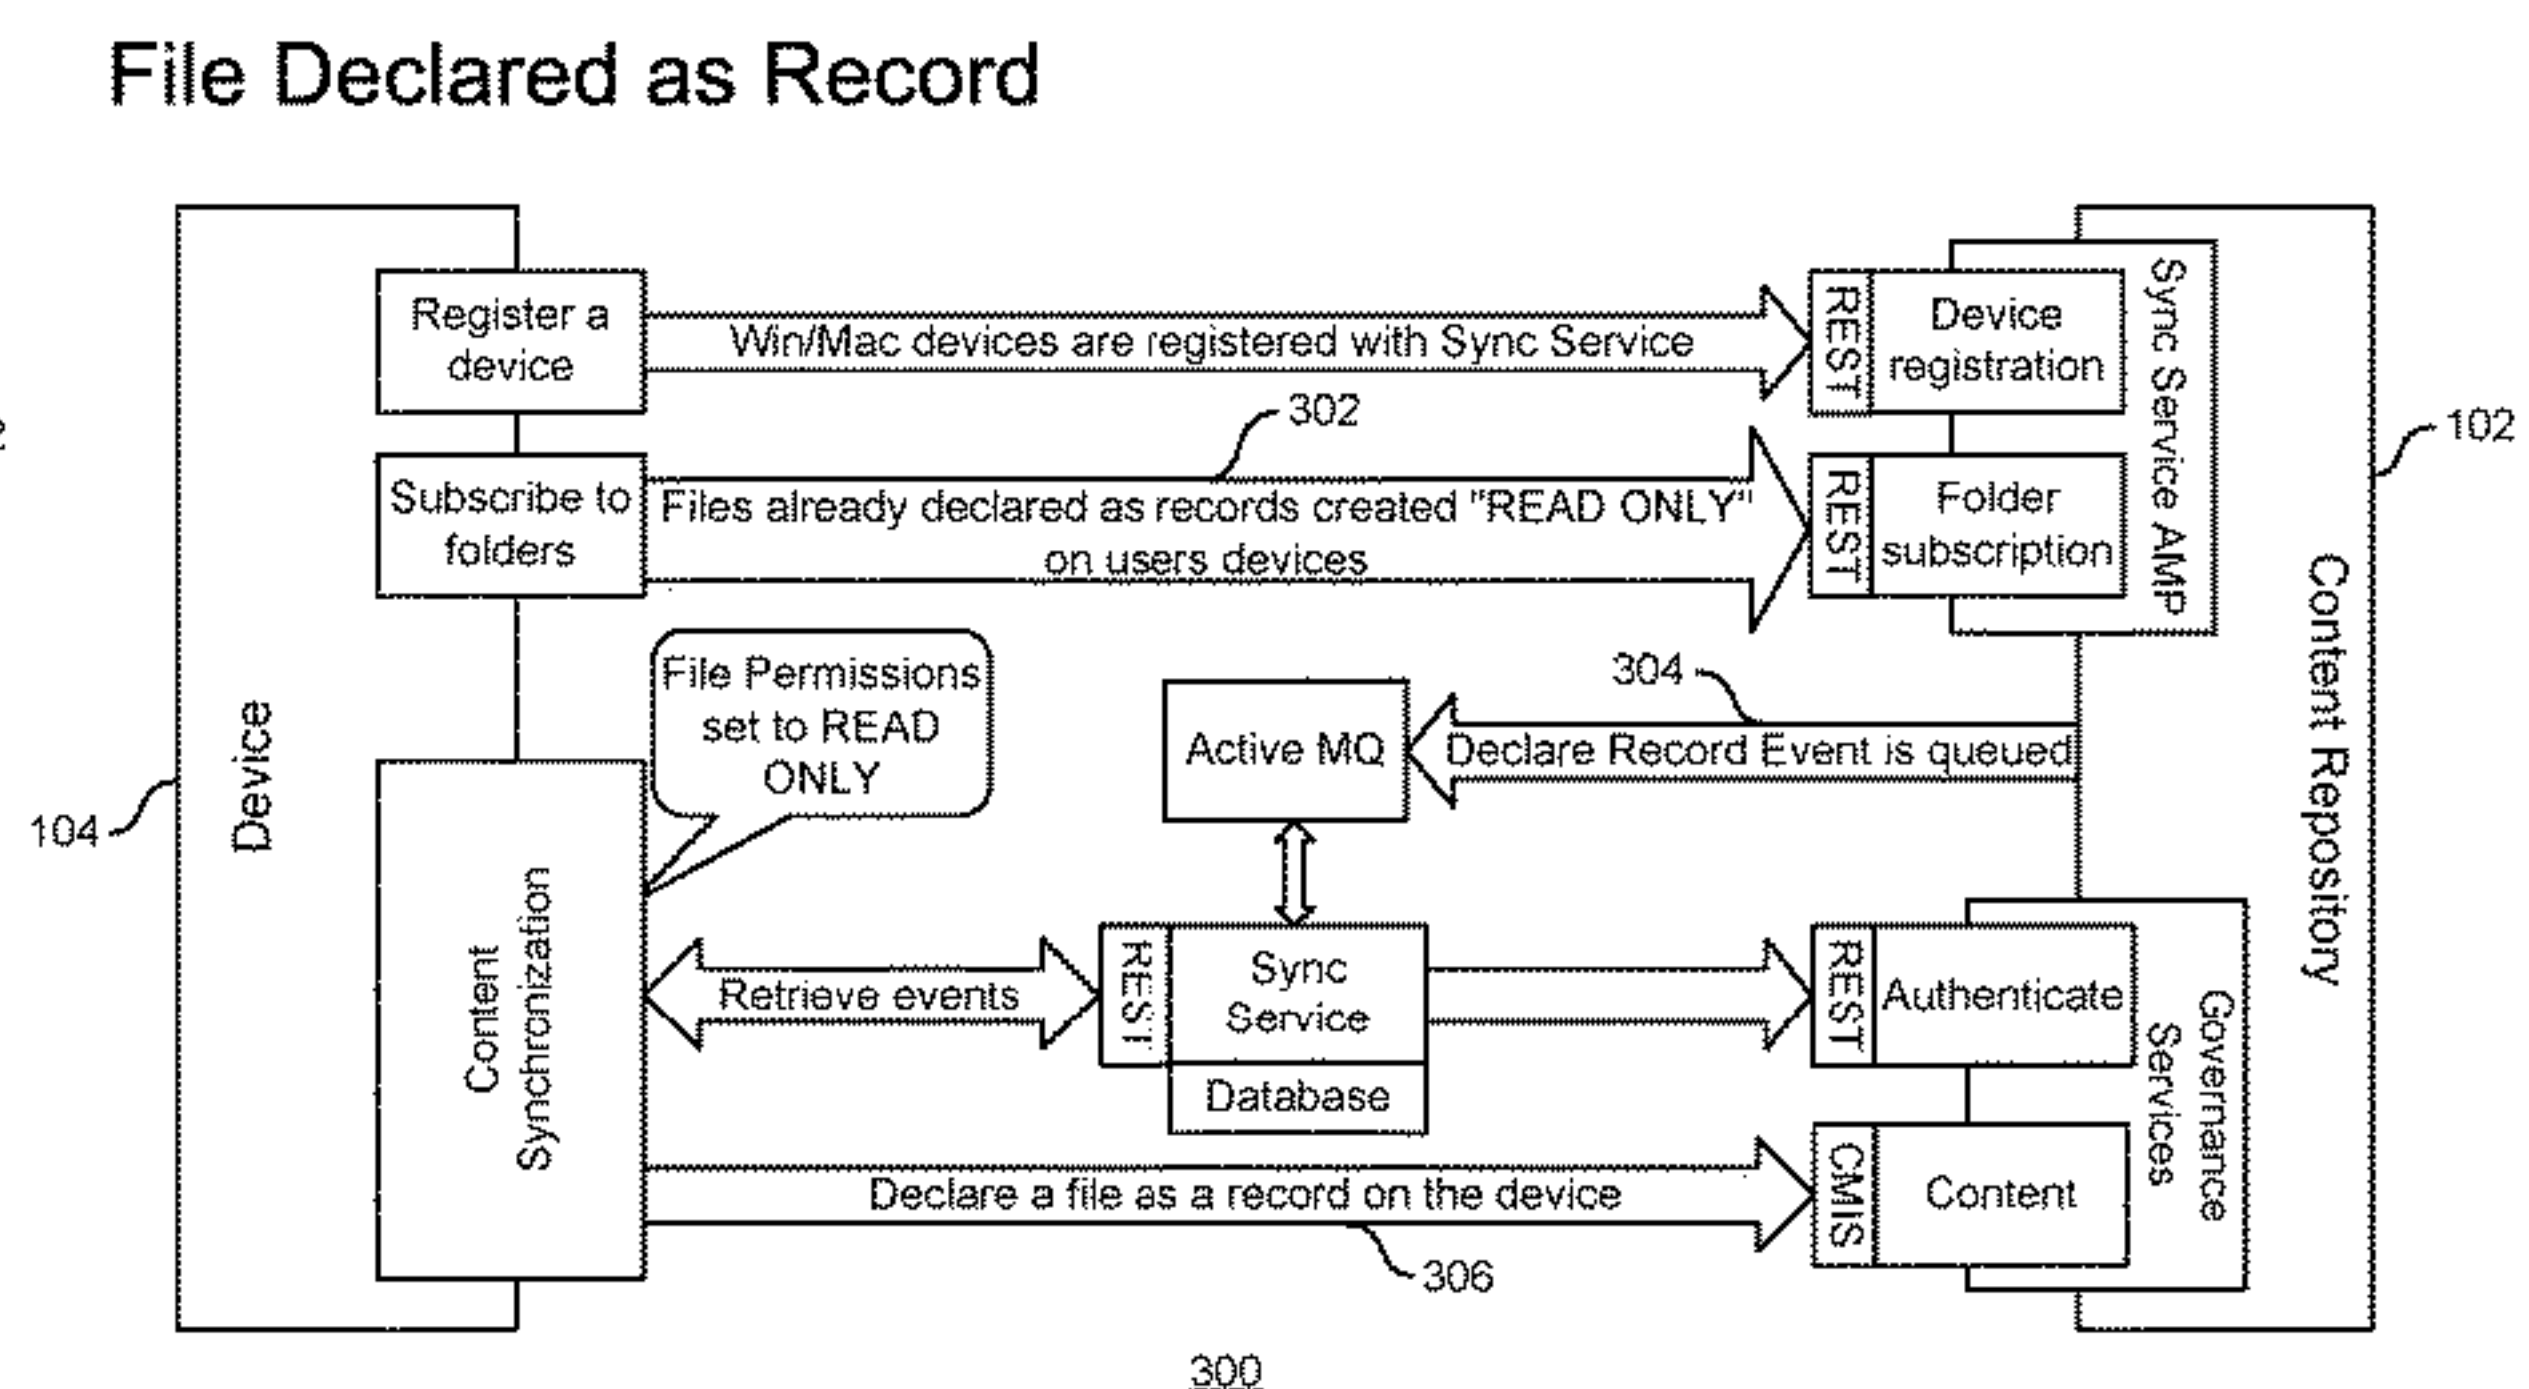 File Declared as Record
Register a
device
Win/Mac devices are registered with Sync Service
REST
Device
registration
Sync Service AMP
302
102
Subscribe to
folders
Files already declared as records created "READ ONLY"
on users devices
REST
Folder
subscription
Content Repository
File Permissions
set to READ
ONLY
304
Active MQ
Declare Record Event is queued
Device
104
Content
Synchronization
Retrieve events
REST
Sync
Service
Database
REST
Authenticate
Governance
Services
Declare a file as a record on the device
CMIS
Content
306
300